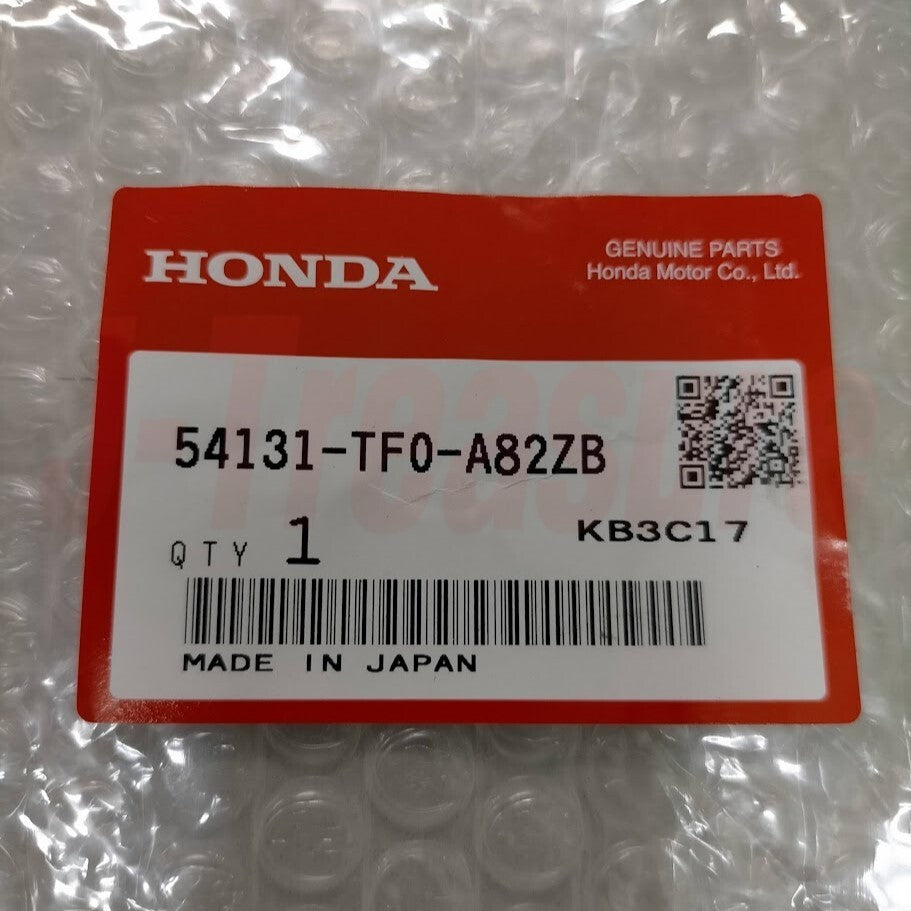 HONDA
GENUINE PARTS
Honda Motor Co., Ltd.
54131-TF0-A82ZB
QTY 1
KB3C17
MADE IN JAPAN